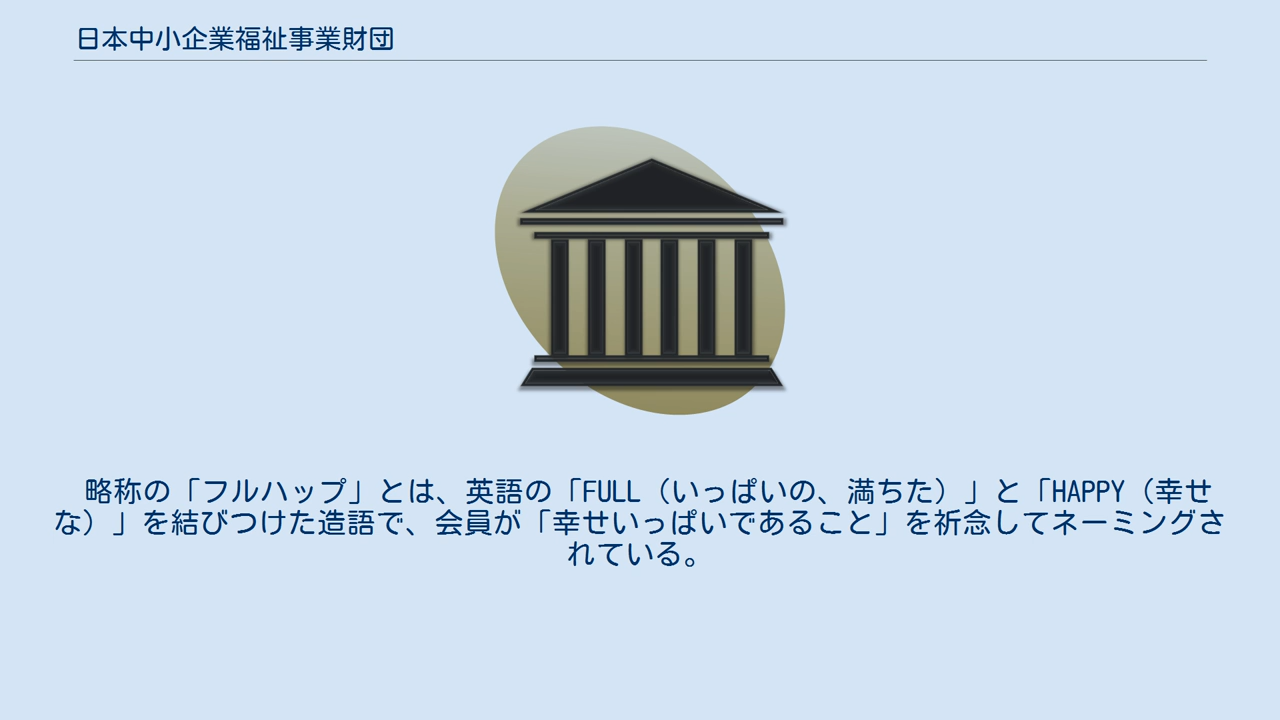 日本中小企業福祉事業財団
略称の「フルハップ」とは、英語の「FULL（いっぱいの、満ちた）」と「HAPPY（幸せ
な）」を結びつけた造語で、会員が「幸せいっぱいであること」を祈念してネーミングさ
れている。